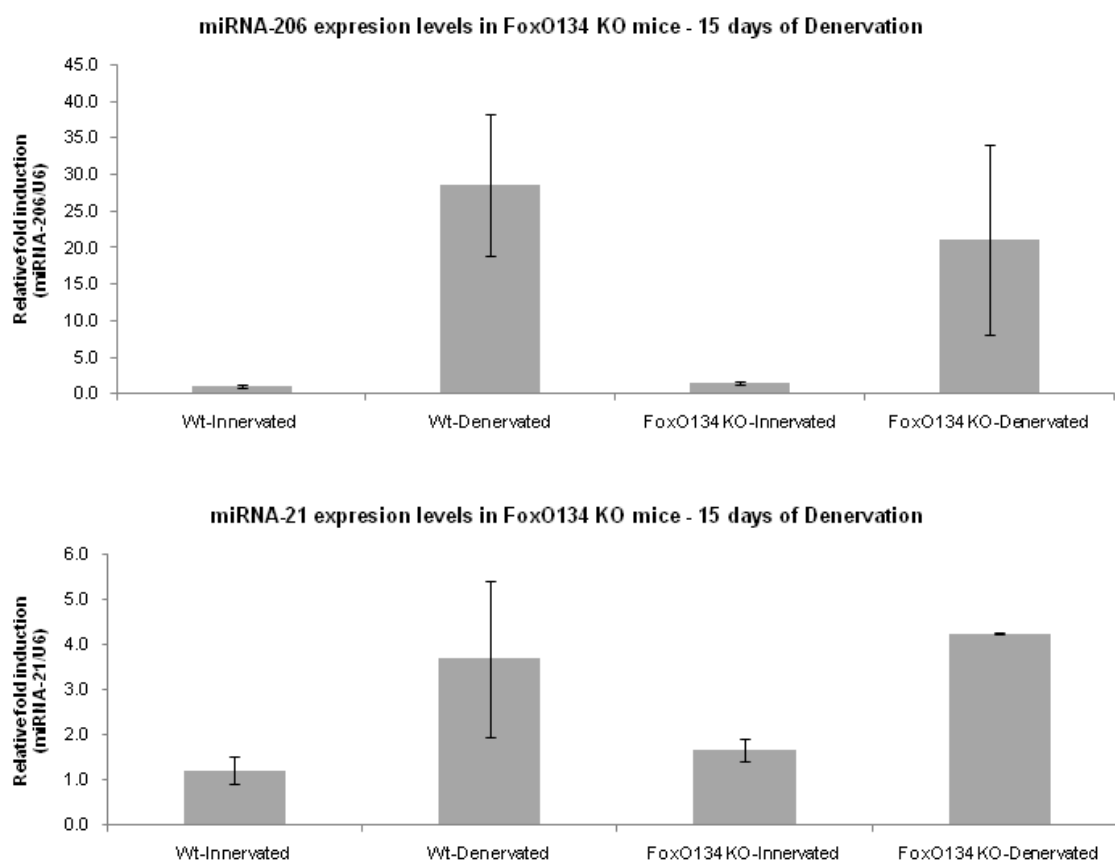 miRNA-206 expresion levels in FoxO134 KO mice - 15 days of Denervation
45.0
40.0
35.0
30.0
25.0
20.0
15.0
10.0
5.0
0.0
Relative fold induction
(miRNA-206/U6)
Wt-Innervated
Wt-Denervated
FoxO134 KO-Innervated
FoxO134 KO-Denervated
miRNA-21 expresion levels in FoxO134 KO mice - 15 days of Denervation
6.0
5.0
4.0
3.0
2.0
1.0
0.0
Relative fold induction
(miRNA-21/U6)
Wt-Innervated
Wt-Denervated
FoxO134 KO-Innervated
FoxO134 KO-Denervated